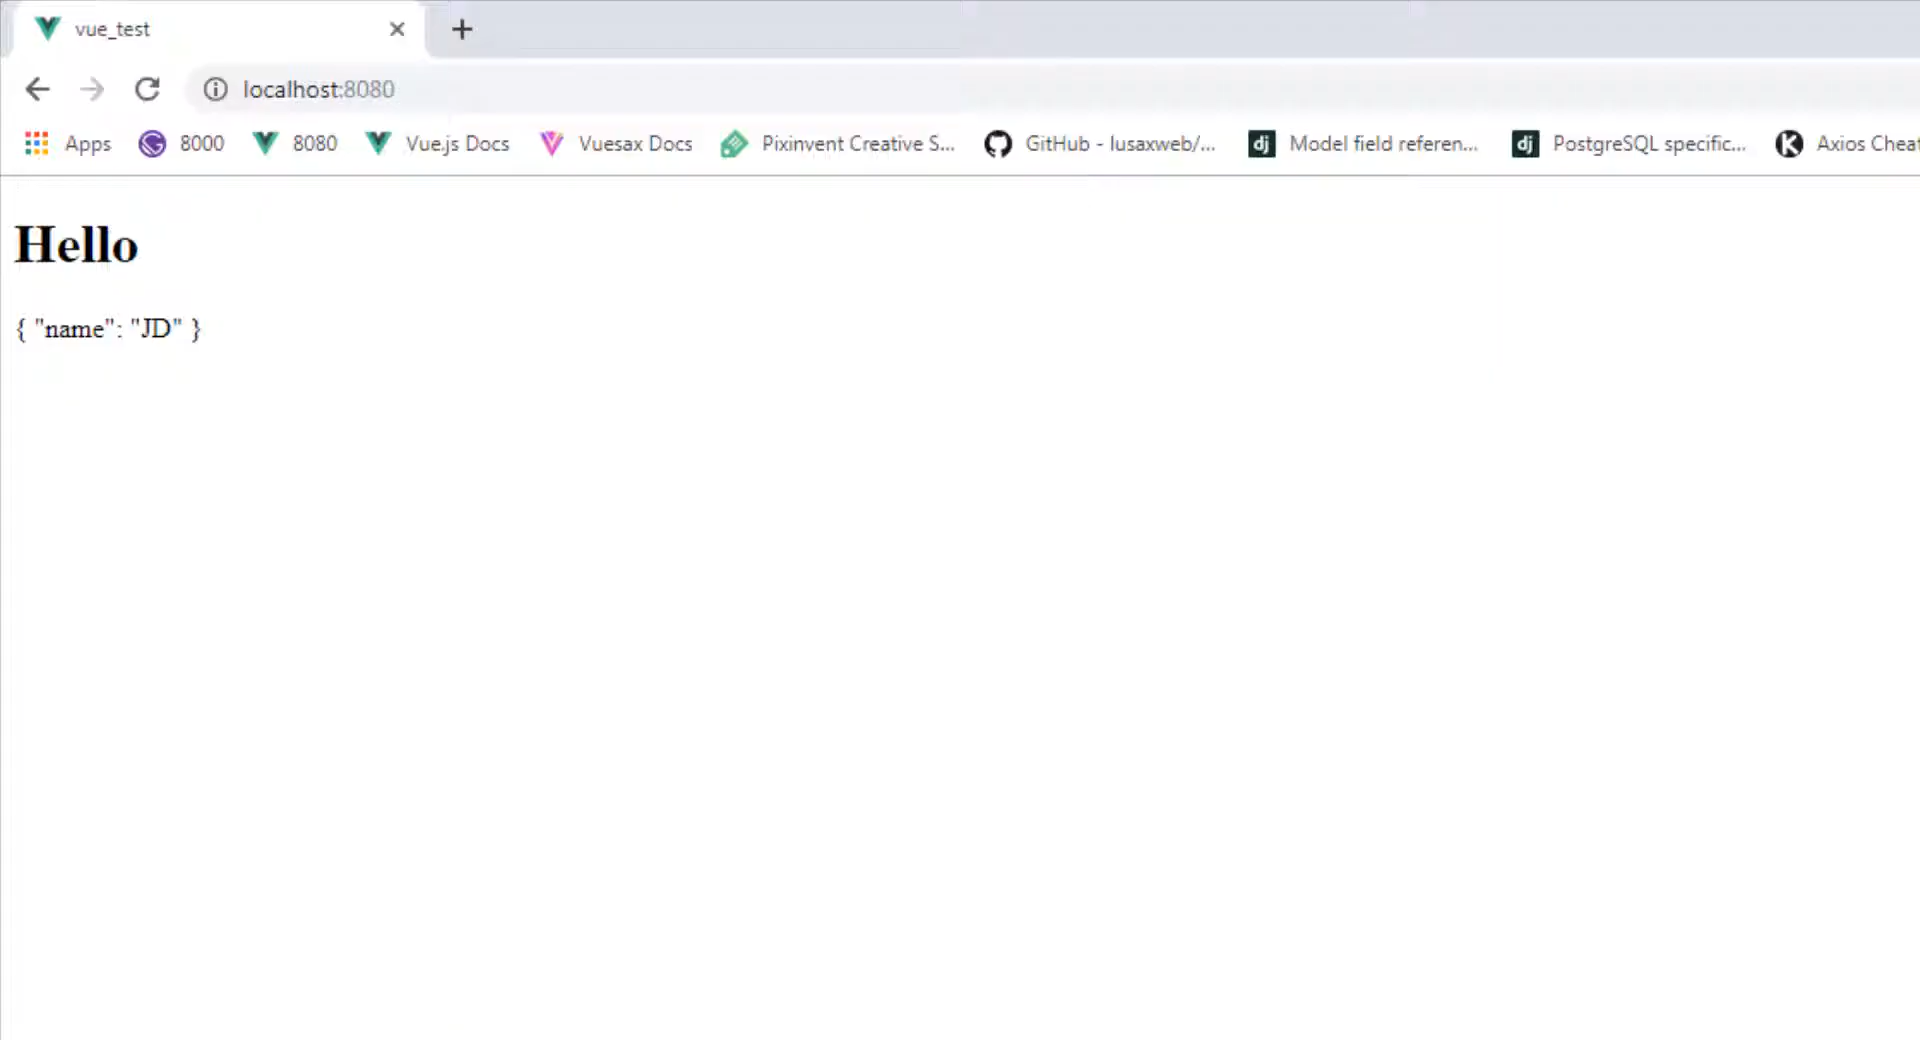 vue_test
localhost:8080
Apps 8000 8080 Vue.js Docs Vuesax Docs Pixinvent Creative S... GitHub - lusaxweb/... Model field referen... PostgreSQL specific... Axios Cheat
Hello
{ "name": "JD" }